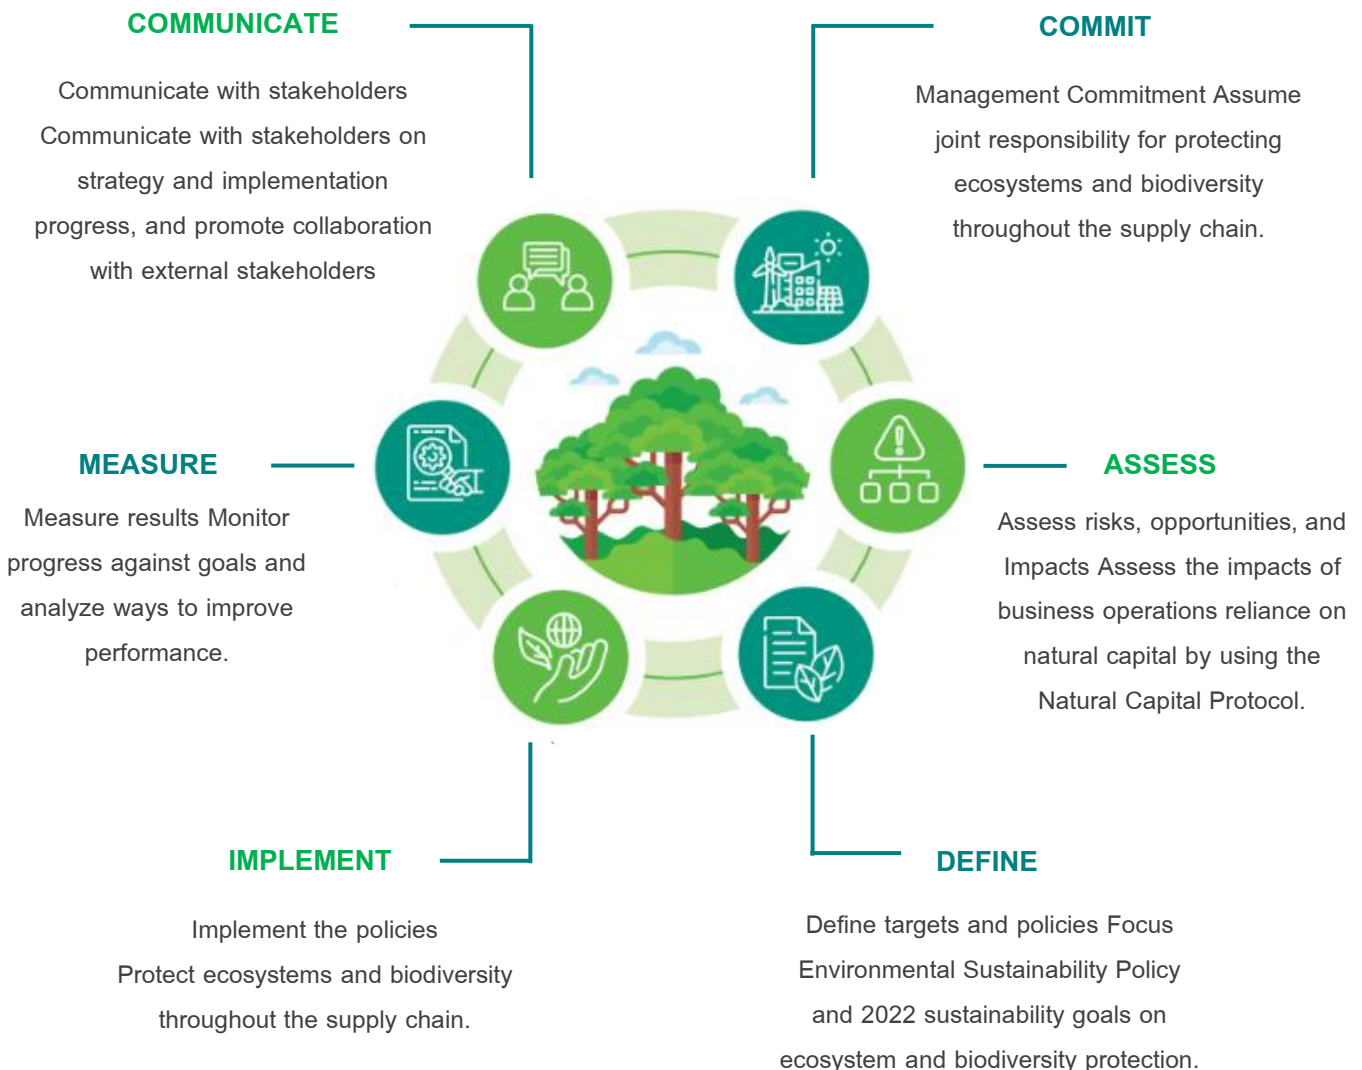 COMMUNICATE
Communicate with stakeholders
Communicate with stakeholders on
strategy and implementation
progress, and promote collaboration
with external stakeholders
COMMIT
Management Commitment Assume
joint responsibility for protecting
ecosystems and biodiversity
throughout the supply chain.
MEASURE
Measure results Monitor
progress against goals and
analyze ways to improve
performance.
ASSESS
Assess risks, opportunities, and
Impacts Assess the impacts of
business operations reliance on
natural capital by using the
Natural Capital Protocol.
IMPLEMENT
Implement the policies
Protect ecosystems and biodiversity
throughout the supply chain.
DEFINE
Define targets and policies Focus
Environmental Sustainability Policy
and 2022 sustainability goals on
ecosystem and biodiversity protection.